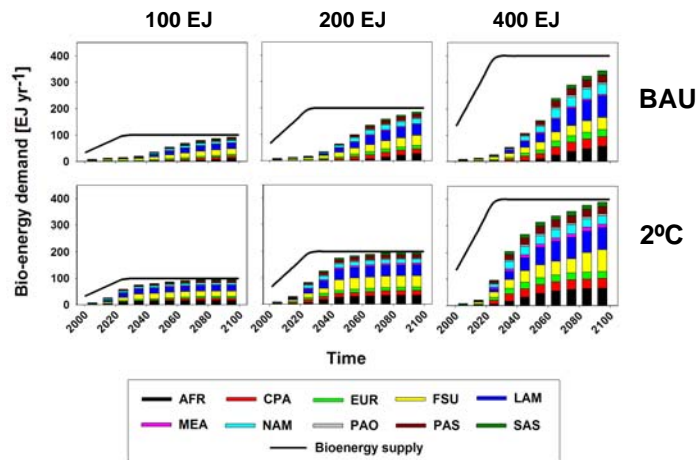 100 EJ 200 EJ 400 EJ
400
300
200
100
0
BAU
Bio-energy demand [EJ yr-1]
400
300
200
100
0
2ºC
2000 2020 2040 2060 2080 2100 2000 2020 2040 2060 2080 2100 2000 2020 2040 2060 2080 2100
Time
AFR CPA EUR FSU LAM
MEA NAM PAO PAS SAS
Bioenergy supply